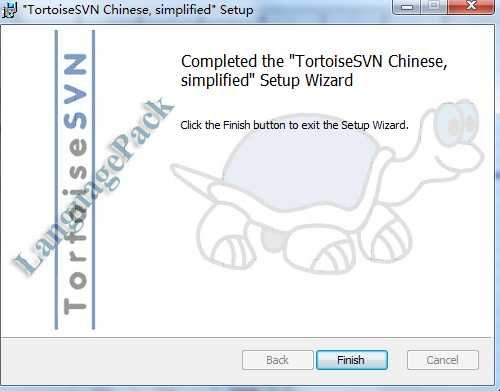 "TortoiseSVN Chinese, simplified" Setup
Completed the "TortoiseSVN Chinese,
simplified" Setup Wizard
Click the Finish button to exit the Setup Wizard.
TortoiseSVN
LanguagePack
Back
Finish
Cancel